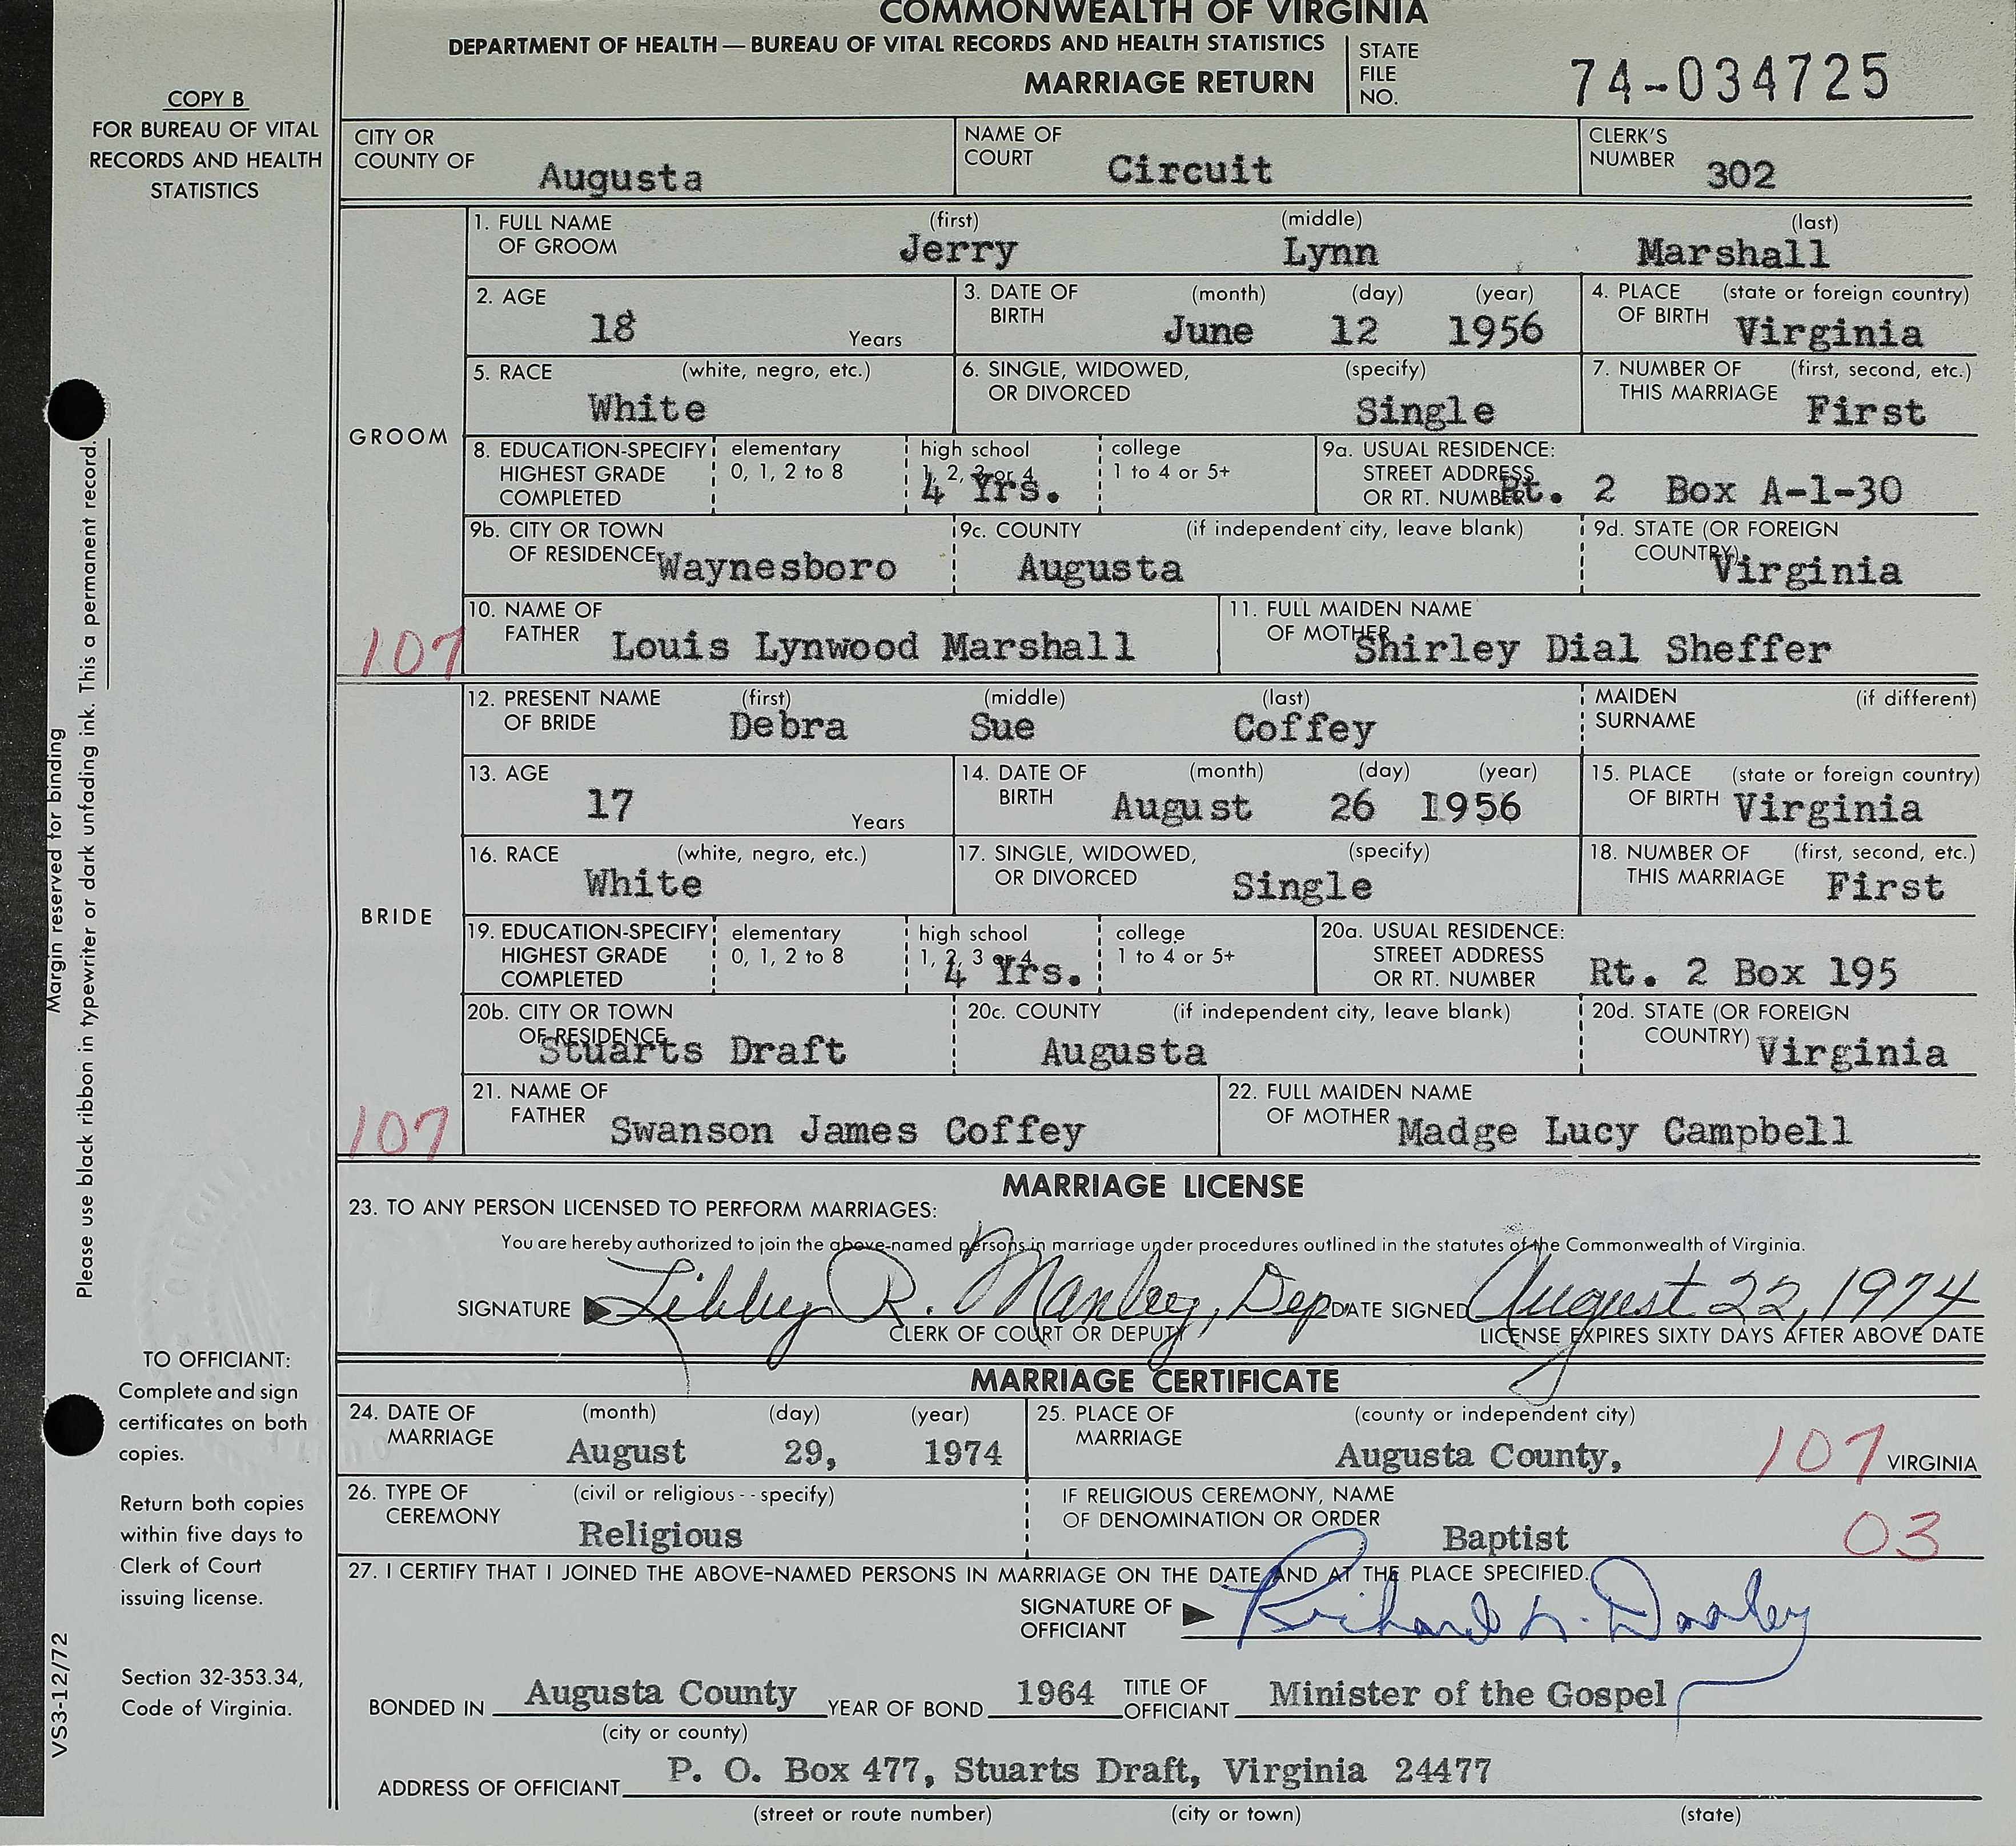 COMMONWEALTH OF VIRGINIA
DEPARTMENT OF HEALTH — BUREAU OF VITAL RECORDS AND HEALTH STATISTICS
MARRIAGE RETURN
STATE FILE NO. 74-034725
COPY B
FOR BUREAU OF VITAL
RECORDS AND HEALTH
STATISTICS
CITY OR COUNTY OF Augusta
NAME OF COURT Circuit
CLERK'S NUMBER 302
GROOM
1. FULL NAME OF GROOM (first) Jerry (middle) Lynn (last) Marshall
2. AGE 18 Years
3. DATE OF BIRTH (month) June (day) 12 (year) 1956
4. PLACE OF BIRTH (state or foreign country) Virginia
5. RACE (white, negro, etc.) White
6. SINGLE, WIDOWED, OR DIVORCED (specify) Single
7. NUMBER OF THIS MARRIAGE (first, second, etc.) First
8. EDUCATION-SPECIFY HIGHEST GRADE COMPLETED
elementary 0, 1, 2 to 8
high school 1, 2, 3 or 4 4 Yrs.
college 1 to 4 or 5+
9a. USUAL RESIDENCE: STREET ADDRESS OR RT. NUMBER Rt. 2 Box A-1-30
9b. CITY OR TOWN OF RESIDENCE Waynesboro
9c. COUNTY (if independent city, leave blank) Augusta
9d. STATE (OR FOREIGN COUNTRY) Virginia
107
10. NAME OF FATHER Louis Lynwood Marshall
11. FULL MAIDEN NAME OF MOTHER Shirley Dial Sheffer
BRIDE
12. PRESENT NAME OF BRIDE (first) Debra (middle) Sue (last) Coffey
MAIDEN SURNAME (if different)
13. AGE 17 Years
14. DATE OF BIRTH (month) August (day) 26 (year) 1956
15. PLACE OF BIRTH (state or foreign country) Virginia
16. RACE (white, negro, etc.) White
17. SINGLE, WIDOWED, OR DIVORCED (specify) Single
18. NUMBER OF THIS MARRIAGE (first, second, etc.) First
19. EDUCATION-SPECIFY HIGHEST GRADE COMPLETED
elementary 0, 1, 2 to 8
high school 1, 2, 3 or 4 4 Yrs.
college 1 to 4 or 5+
20a. USUAL RESIDENCE: STREET ADDRESS OR RT. NUMBER Rt. 2 Box 195
20b. CITY OR TOWN OF RESIDENCE Stuarts Draft
20c. COUNTY (if independent city, leave blank) Augusta
20d. STATE (OR FOREIGN COUNTRY) Virginia
107
21. NAME OF FATHER Swanson James Coffey
22. FULL MAIDEN NAME OF MOTHER Madge Lucy Campbell
MARRIAGE LICENSE
23. TO ANY PERSON LICENSED TO PERFORM MARRIAGES:
You are hereby authorized to join the above-named persons in marriage under procedures outlined in the statutes of the Commonwealth of Virginia.
SIGNATURE Libby R. Manley, Dep DATE SIGNED August 22, 1974
CLERK OF COURT OR DEPUTY
LICENSE EXPIRES SIXTY DAYS AFTER ABOVE DATE
MARRIAGE CERTIFICATE
24. DATE OF MARRIAGE (month) August (day) 29, (year) 1974
25. PLACE OF MARRIAGE (county or independent city) Augusta County, 107 VIRGINIA
26. TYPE OF CEREMONY (civil or religious -- specify) Religious
IF RELIGIOUS CEREMONY, NAME OF DENOMINATION OR ORDER Baptist 03
27. I CERTIFY THAT I JOINED THE ABOVE-NAMED PERSONS IN MARRIAGE ON THE DATE AND AT THE PLACE SPECIFIED.
SIGNATURE OF OFFICIANT Richard
BONDED IN Augusta County YEAR OF BOND 1964 TITLE OF OFFICIANT Minister of the Gospel
(city or county)
ADDRESS OF OFFICIANT P. O. Box 477, Stuarts Draft, Virginia 24477
(street or route number) (city or town) (state)
Margin reserved for binding
Please use black ribbon in typewriter or dark unfading ink. This a permanent record.
TO OFFICIANT:
Complete and sign
certificates on both
copies.
Return both copies
within five days to
Clerk of Court
issuing license.
Section 32-353.34,
Code of Virginia.
VS3-12/72